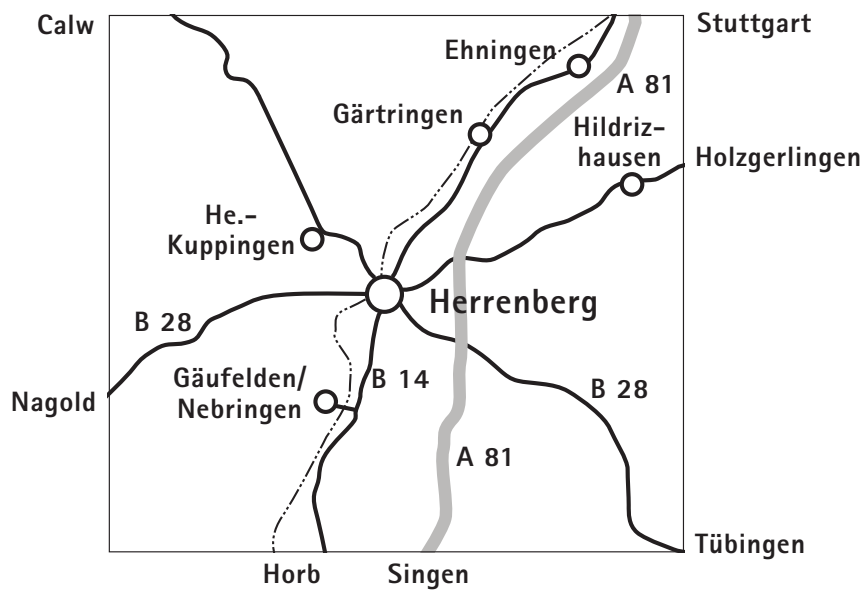 Calw
Stuttgart
Ehningen
A 81
Gärtringen
Hildriz-
hausen
Holzgerlingen
He.-
Kuppingen
Herrenberg
B 28
Gäufelden/
Nebringen
B 14
B 28
Nagold
A 81
Tübingen
Horb
Singen